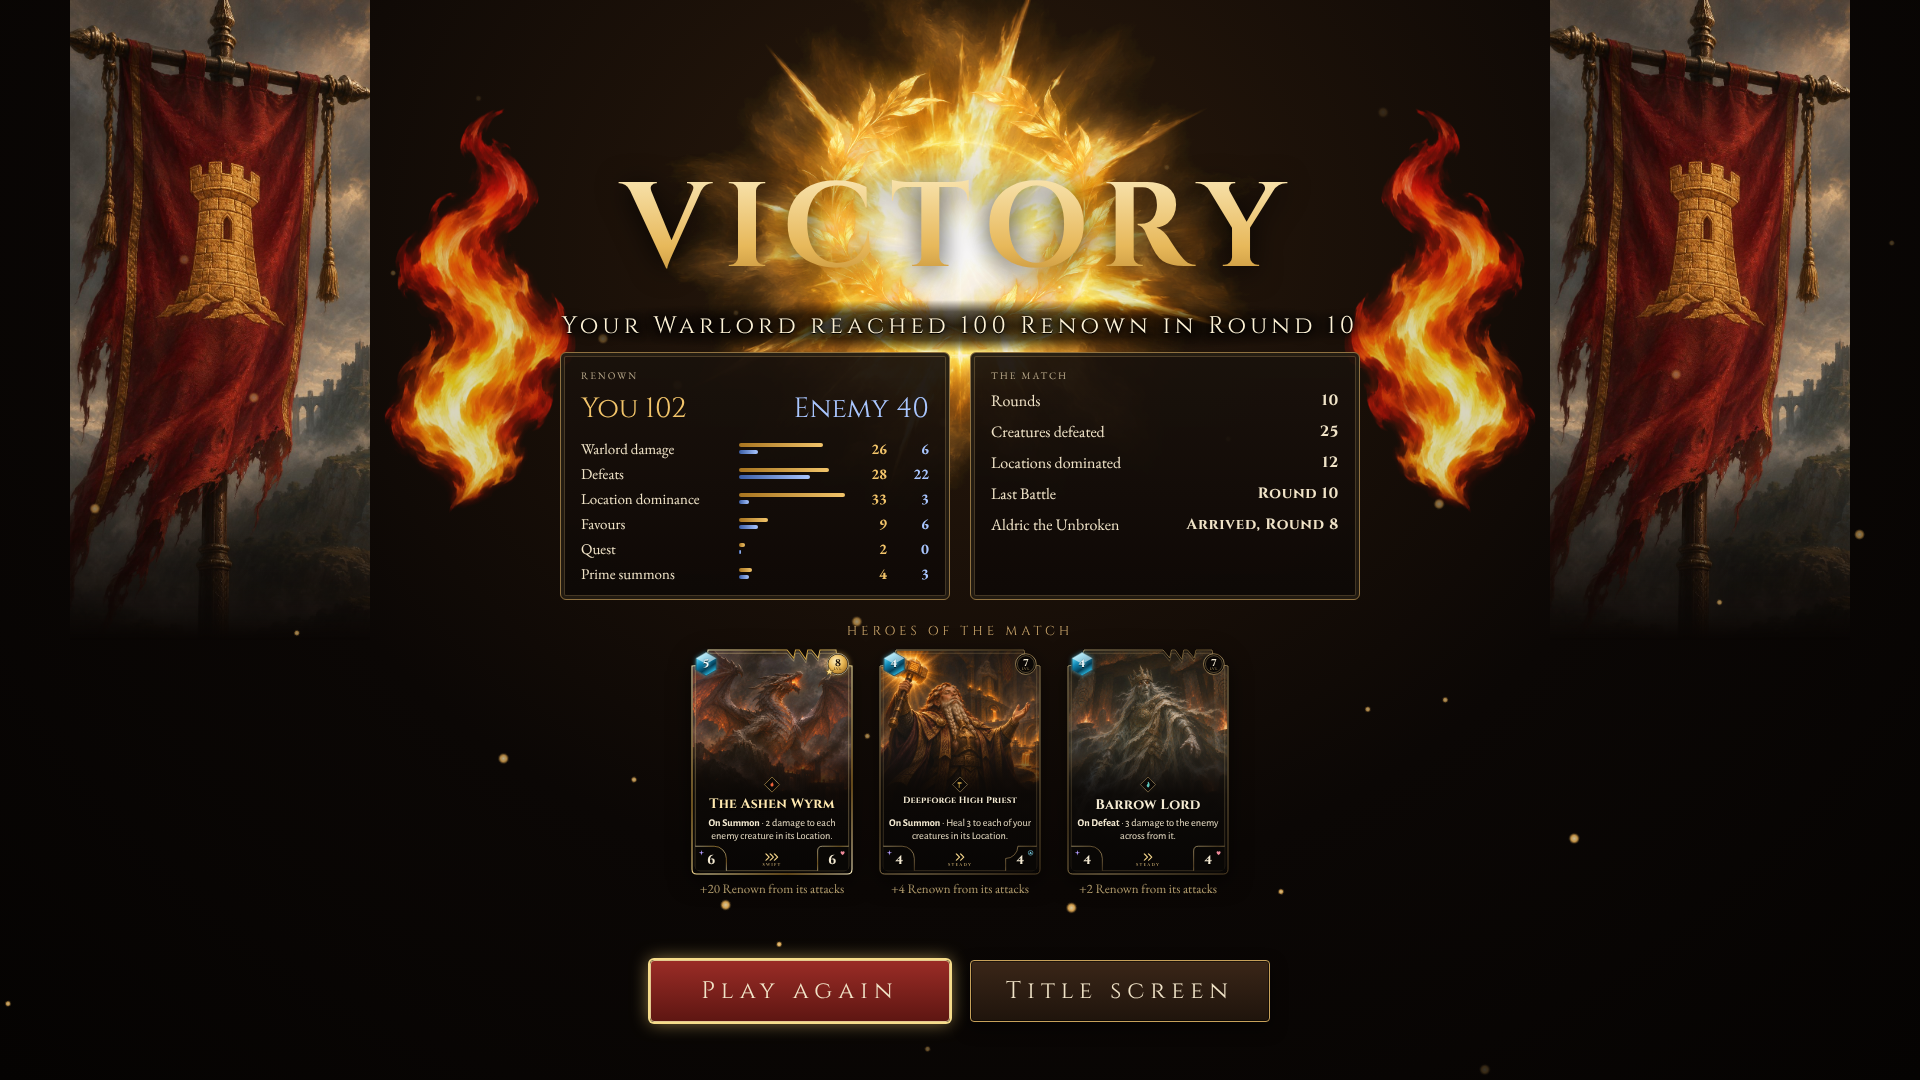 VICTORY
Your Warlord reached 100 Renown in Round 10
RENOWN
You 102 Enemy 40
Warlord damage 26 6
Defeats 28 22
Location dominance 33 3
Favours 9 6
Quest 2 0
Prime summons 4 3
THE MATCH
Rounds 10
Creatures defeated 25
Locations dominated 12
Last Battle Round 10
Aldric the Unbroken Arrived, Round 8
HEROES OF THE MATCH
5 8
The Ashen Wyrm
On Summon · 2 damage to each
enemy creature in its Location.
6 SWIFT 6
+20 Renown from its attacks
4 7
Deepforge High Priest
On Summon · Heal 3 to each of your
creatures in its Location.
4 STEADY 4
+4 Renown from its attacks
4 7
Barrow Lord
On Defeat · 3 damage to the enemy
across from it.
4 STEADY 4
+2 Renown from its attacks
Play again
Title screen